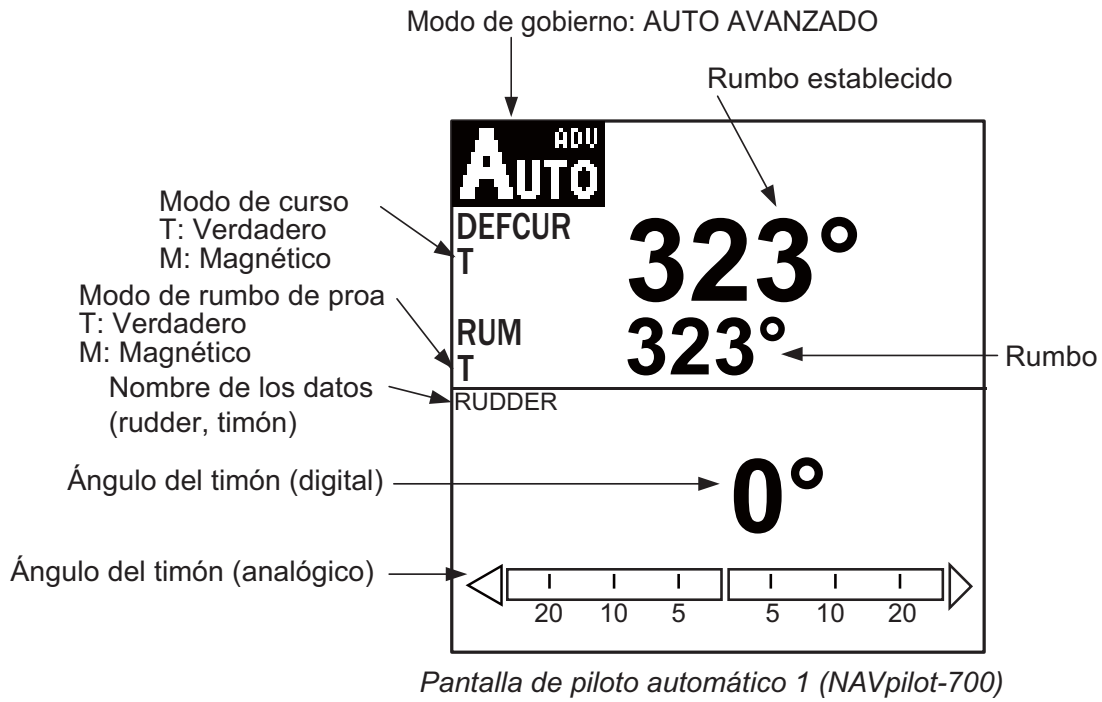 Modo de gobierno: AUTO AVANZADO
Rumbo establecido
ADV
AUTO
Modo de curso
T: Verdadero
M: Magnético
DEFCUR
T
323°
Modo de rumbo de proa
T: Verdadero
M: Magnético
RUM
T
323°
Rumbo
Nombre de los datos
(rudder, timón)
RUDDER
Ángulo del timón (digital)
0°
Ángulo del timón (analógico)
20 10 5 5 10 20
Pantalla de piloto automático 1 (NAVpilot-700)